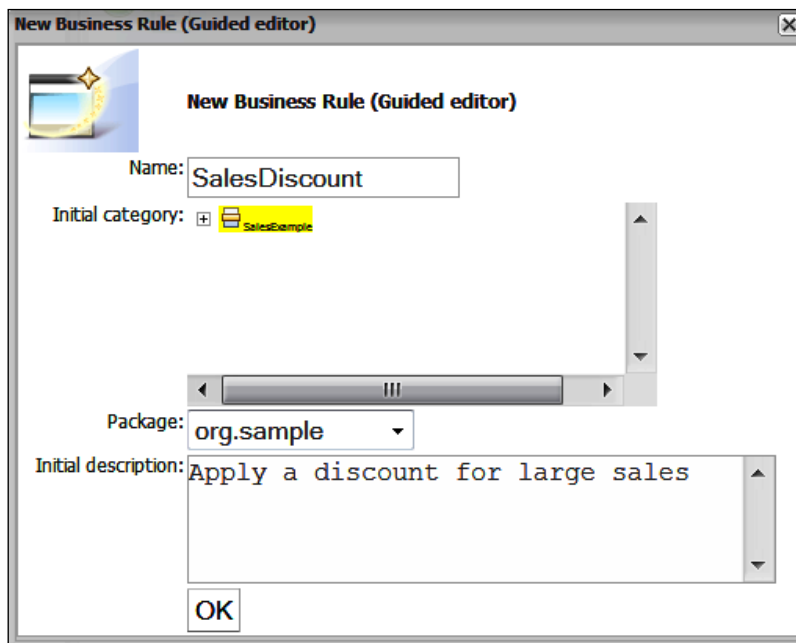 New Business Rule (Guided editor)
New Business Rule (Guided editor)
Name: SalesDiscount
Initial category: SalesExample
Package: org.sample
Initial description: Apply a discount for large sales
OK